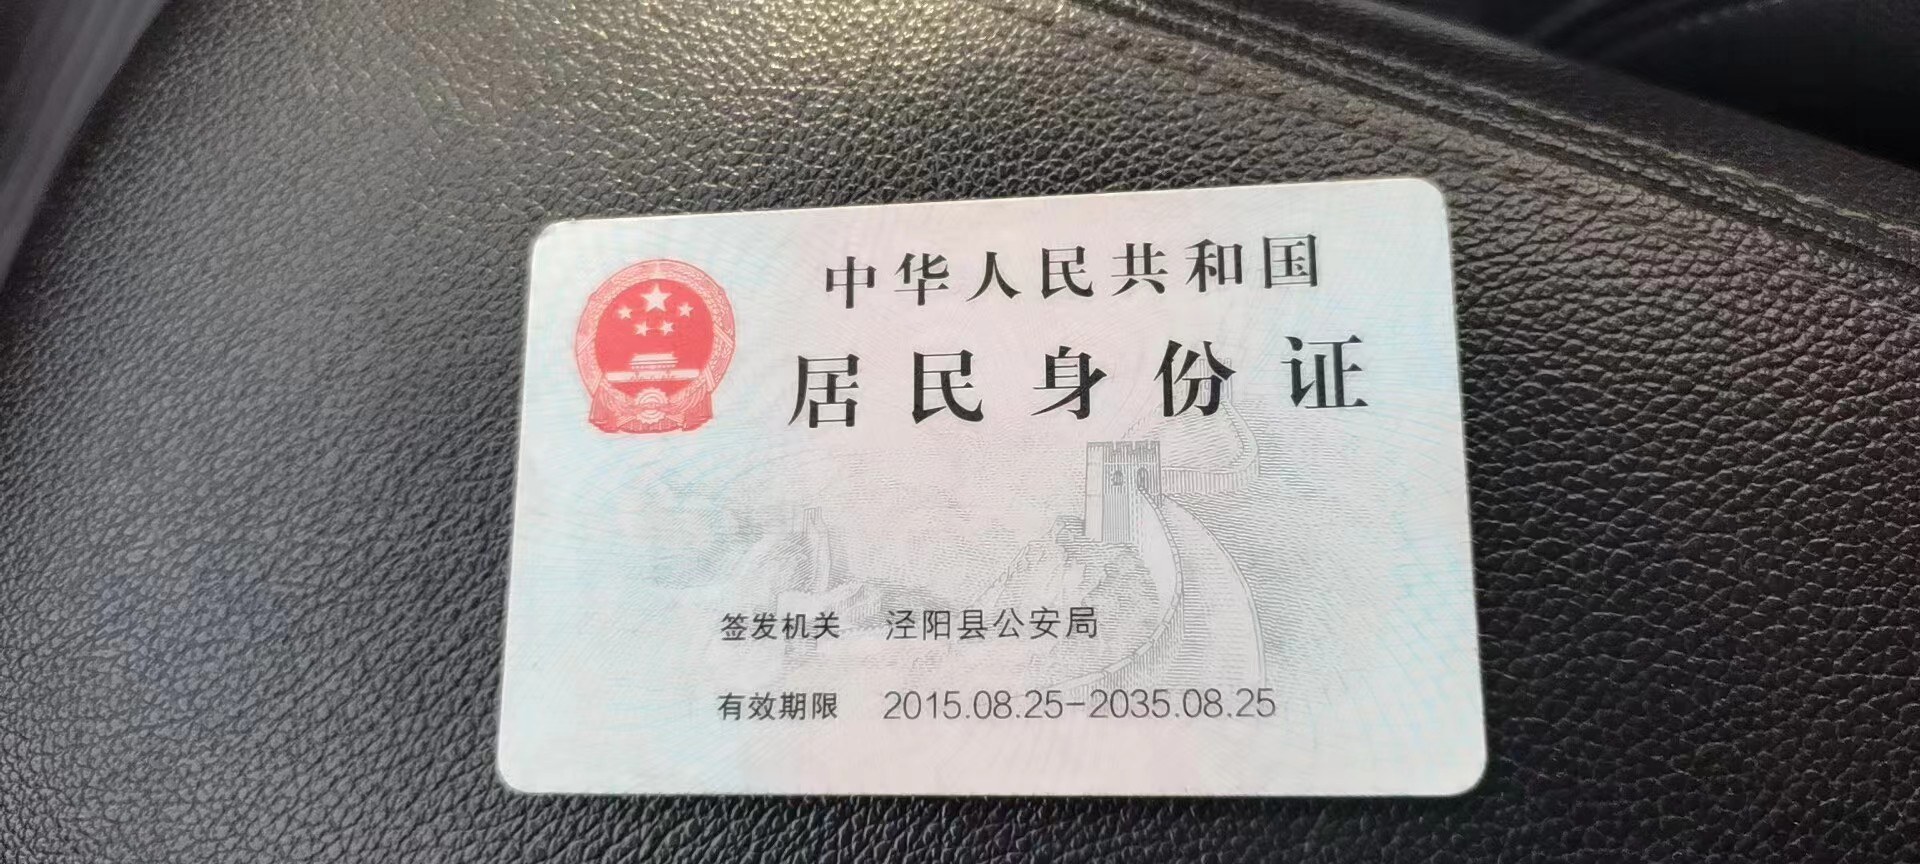 中华人民共和国
居民身份证
签发机关 泾阳县公安局
有效期限 2015.08.25-2035.08.25